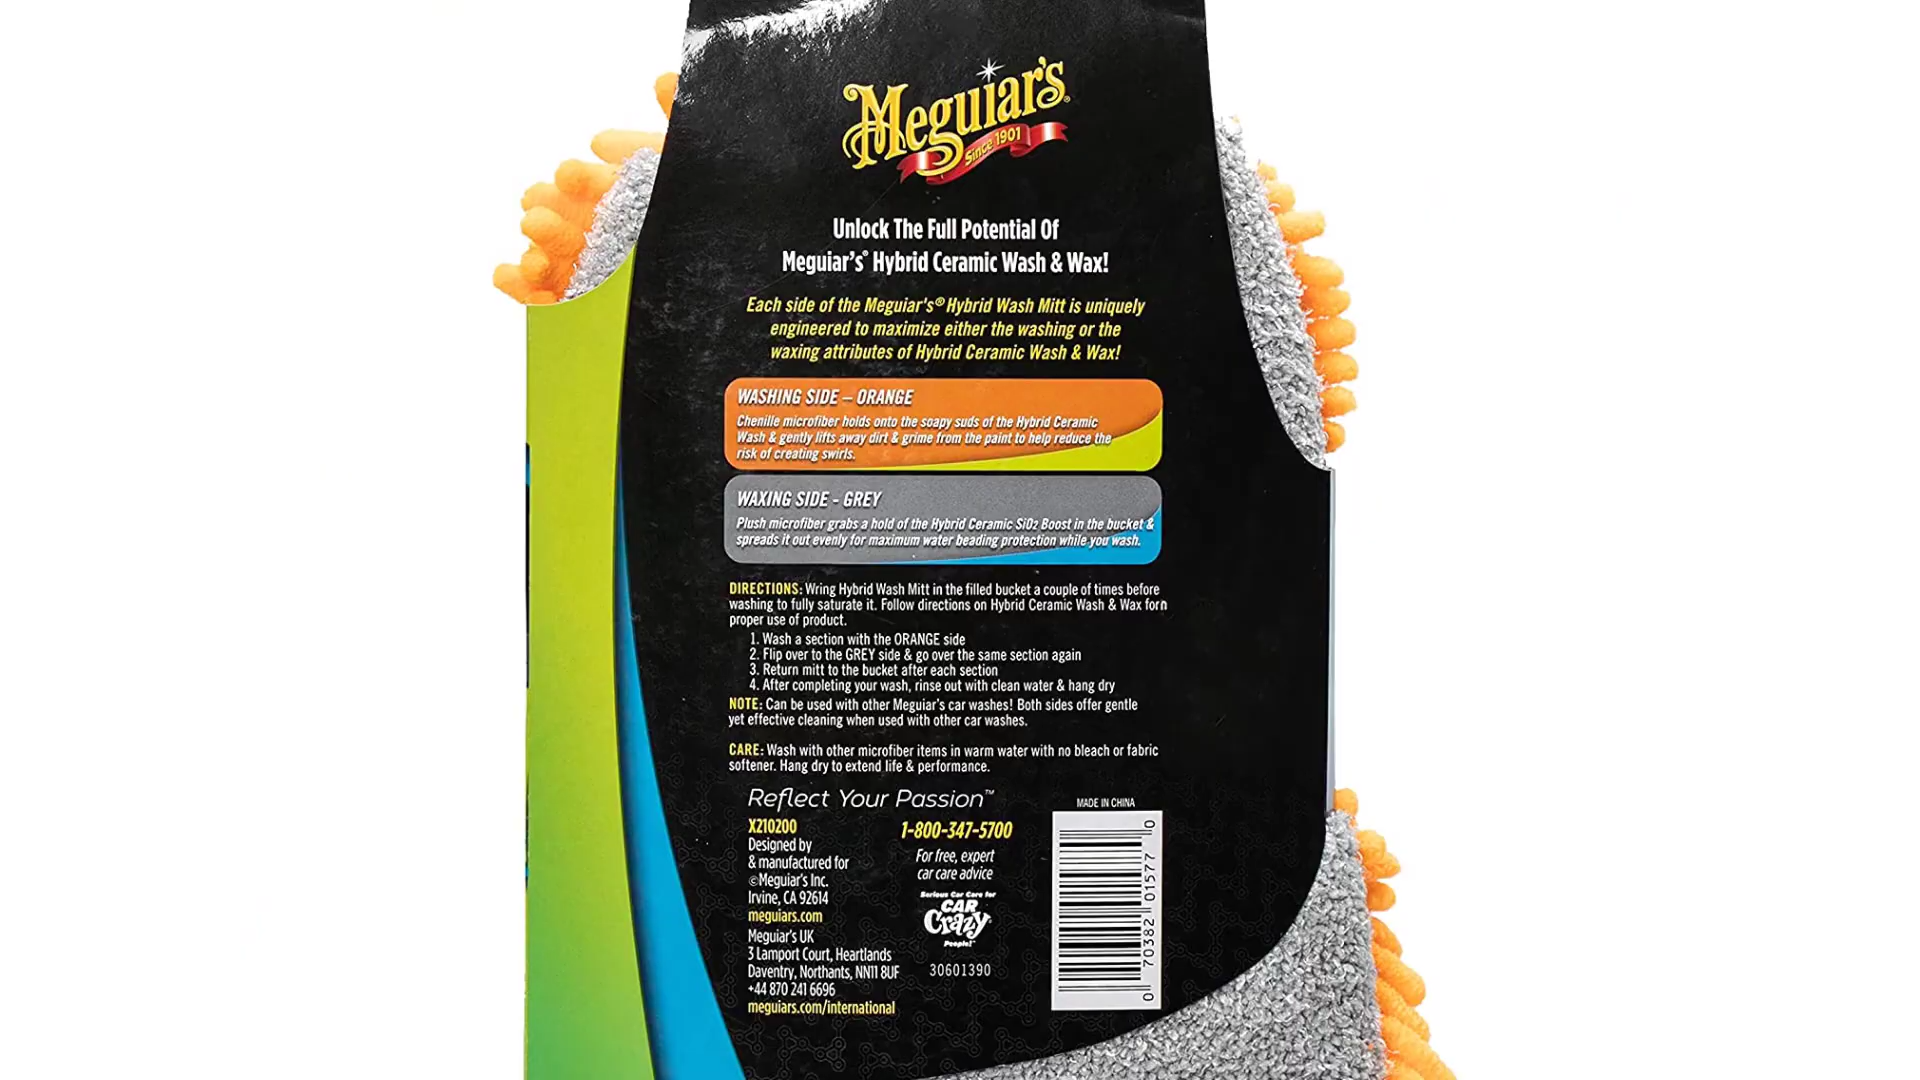 Meguiar's®
Since 1901
Unlock The Full Potential Of
Meguiar's® Hybrid Ceramic Wash & Wax!
Each side of the Meguiar's® Hybrid Wash Mitt is uniquely
engineered to maximize either the washing or the
waxing attributes of Hybrid Ceramic Wash & Wax!
WASHING SIDE – ORANGE
Chenille microfiber holds onto the soapy suds of the Hybrid Ceramic
Wash & gently lifts away dirt & grime from the paint to help reduce the
risk of creating swirls.
WAXING SIDE - GREY
Plush microfiber grabs a hold of the Hybrid Ceramic SiO2 Boost in the bucket &
spreads it out evenly for maximum water beading protection while you wash.
DIRECTIONS: Wring Hybrid Wash Mitt in the filled bucket a couple of times before
washing to fully saturate it. Follow directions on Hybrid Ceramic Wash & Wax forn
proper use of product.
1. Wash a section with the ORANGE side
2. Flip over to the GREY side & go over the same section again
3. Return mitt to the bucket after each section
4. After completing your wash, rinse out with clean water & hang dry
NOTE: Can be used with other Meguiar's car washes! Both sides offer gentle
yet effective cleaning when used with other car washes.
CARE: Wash with other microfiber items in warm water with no bleach or fabric
softener. Hang dry to extend life & performance.
Reflect Your Passion™
X210200
Designed by
& manufactured for
©Meguiar's Inc.
Irvine, CA 92614
meguiars.com
Meguiar's UK
3 Lamport Court, Heartlands
Daventry, Northants, NN11 8UF
+44 870 241 6696
meguiars.com/international
1-800-347-5700
For free, expert
car care advice
Serious Car Care for
CAR
Crazy
People!™
30601390
MADE IN CHINA
0 70382 01577 0